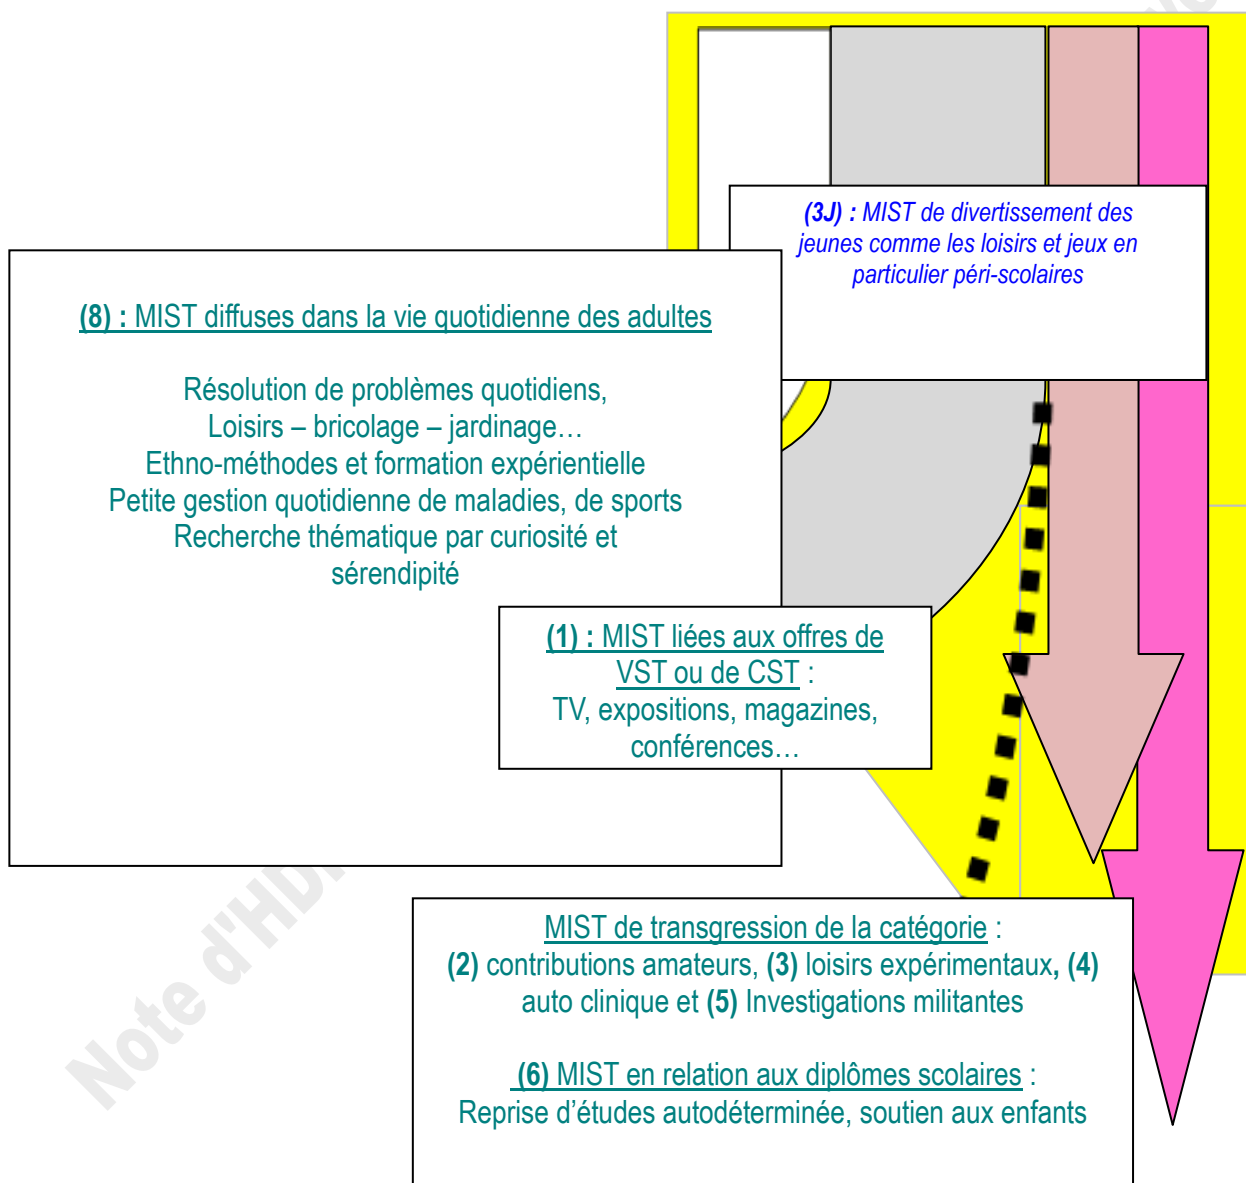 (3J) : MIST de divertissement des
jeunes comme les loisirs et jeux en
particulier péri-scolaires
(8) : MIST diffuses dans la vie quotidienne des adultes
Résolution de problèmes quotidiens,
Loisirs – bricolage – jardinage…
Ethno-méthodes et formation expérientielle
Petite gestion quotidienne de maladies, de sports
Recherche thématique par curiosité et
sérendipité
(1) : MIST liées aux offres de
VST ou de CST :
TV, expositions, magazines,
conférences…
MIST de transgression de la catégorie :
(2) contributions amateurs, (3) loisirs expérimentaux, (4)
auto clinique et (5) Investigations militantes
(6) MIST en relation aux diplômes scolaires :
Reprise d’études autodéterminée, soutien aux enfants
Note